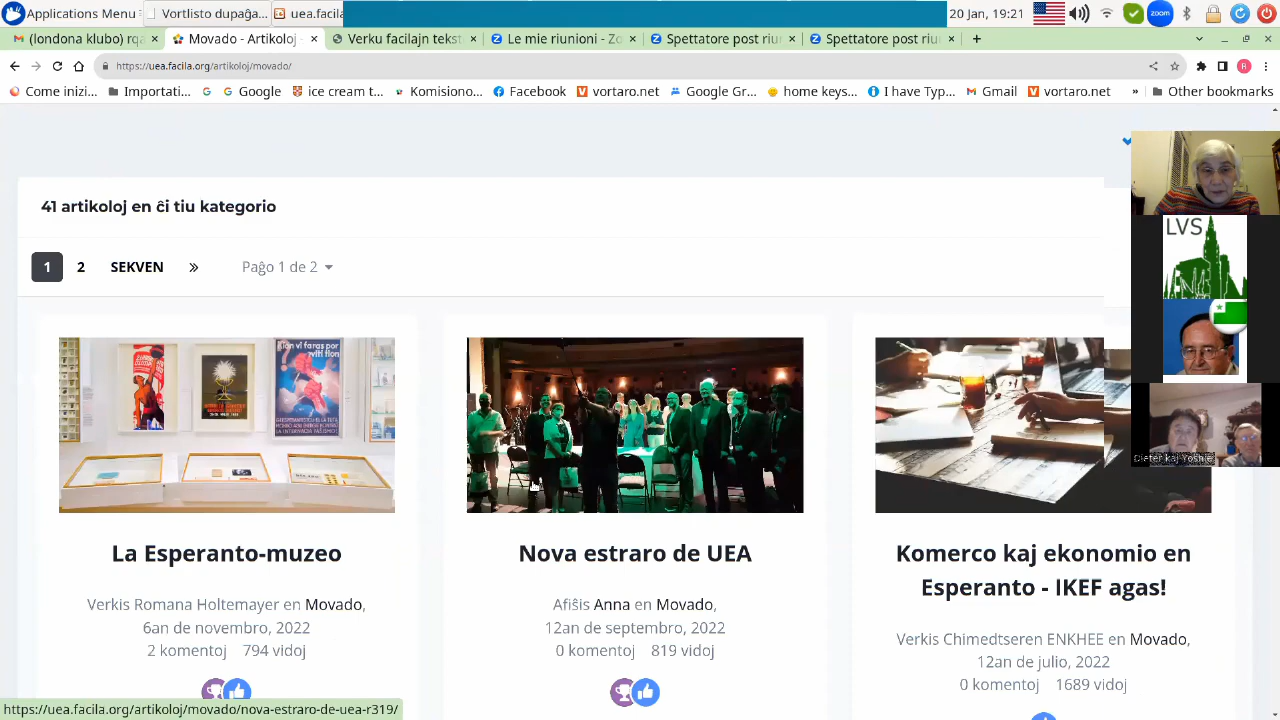 Applications Menu
Vortlisto dupaĝa...
uea.facila
20 Jan, 19:21
zoom
(londona klubo) rqa
Movado - Artikoloj -
Verku facilajn tekst
Le mie riunioni - Zo
Spettatore post riun
Spettatore post riun
https://uea.facila.org/artikoloj/movado/
R
Come inizi...
Importati...
Google
ice cream t...
Komisiono...
Facebook
vortaro.net
Google Gr...
home keys...
I have Typ...
Gmail
vortaro.net
»
Other bookmarks
41 artikoloj en ĉi tiu kategorio
1 2 SEKVEN » Paĝo 1 de 2
LVS
Dieter kaj Yoshie
La Esperanto-muzeo
Verkis Romana Holtemayer en Movado,
6an de novembro, 2022
2 komentoj 794 vidoj
Nova estraro de UEA
Afiŝis Anna en Movado,
12an de septembro, 2022
0 komentoj 819 vidoj
Komerco kaj ekonomio en
Esperanto - IKEF agas!
Verkis Chimedtseren ENKHEE en Movado,
12an de julio, 2022
0 komentoj 1689 vidoj
https://uea.facila.org/artikoloj/movado/nova-estraro-de-uea-r319/